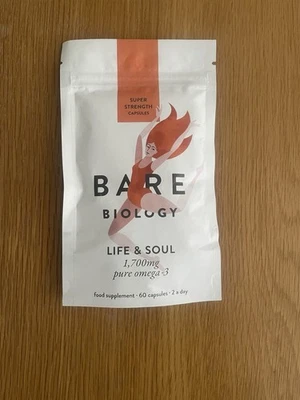 SUPER
STRENGTH
CAPSULES
BARE
BIOLOGY
LIFE & SOUL
1,700mg
pure omega-3
food supplement • 60 capsules • 2 a day